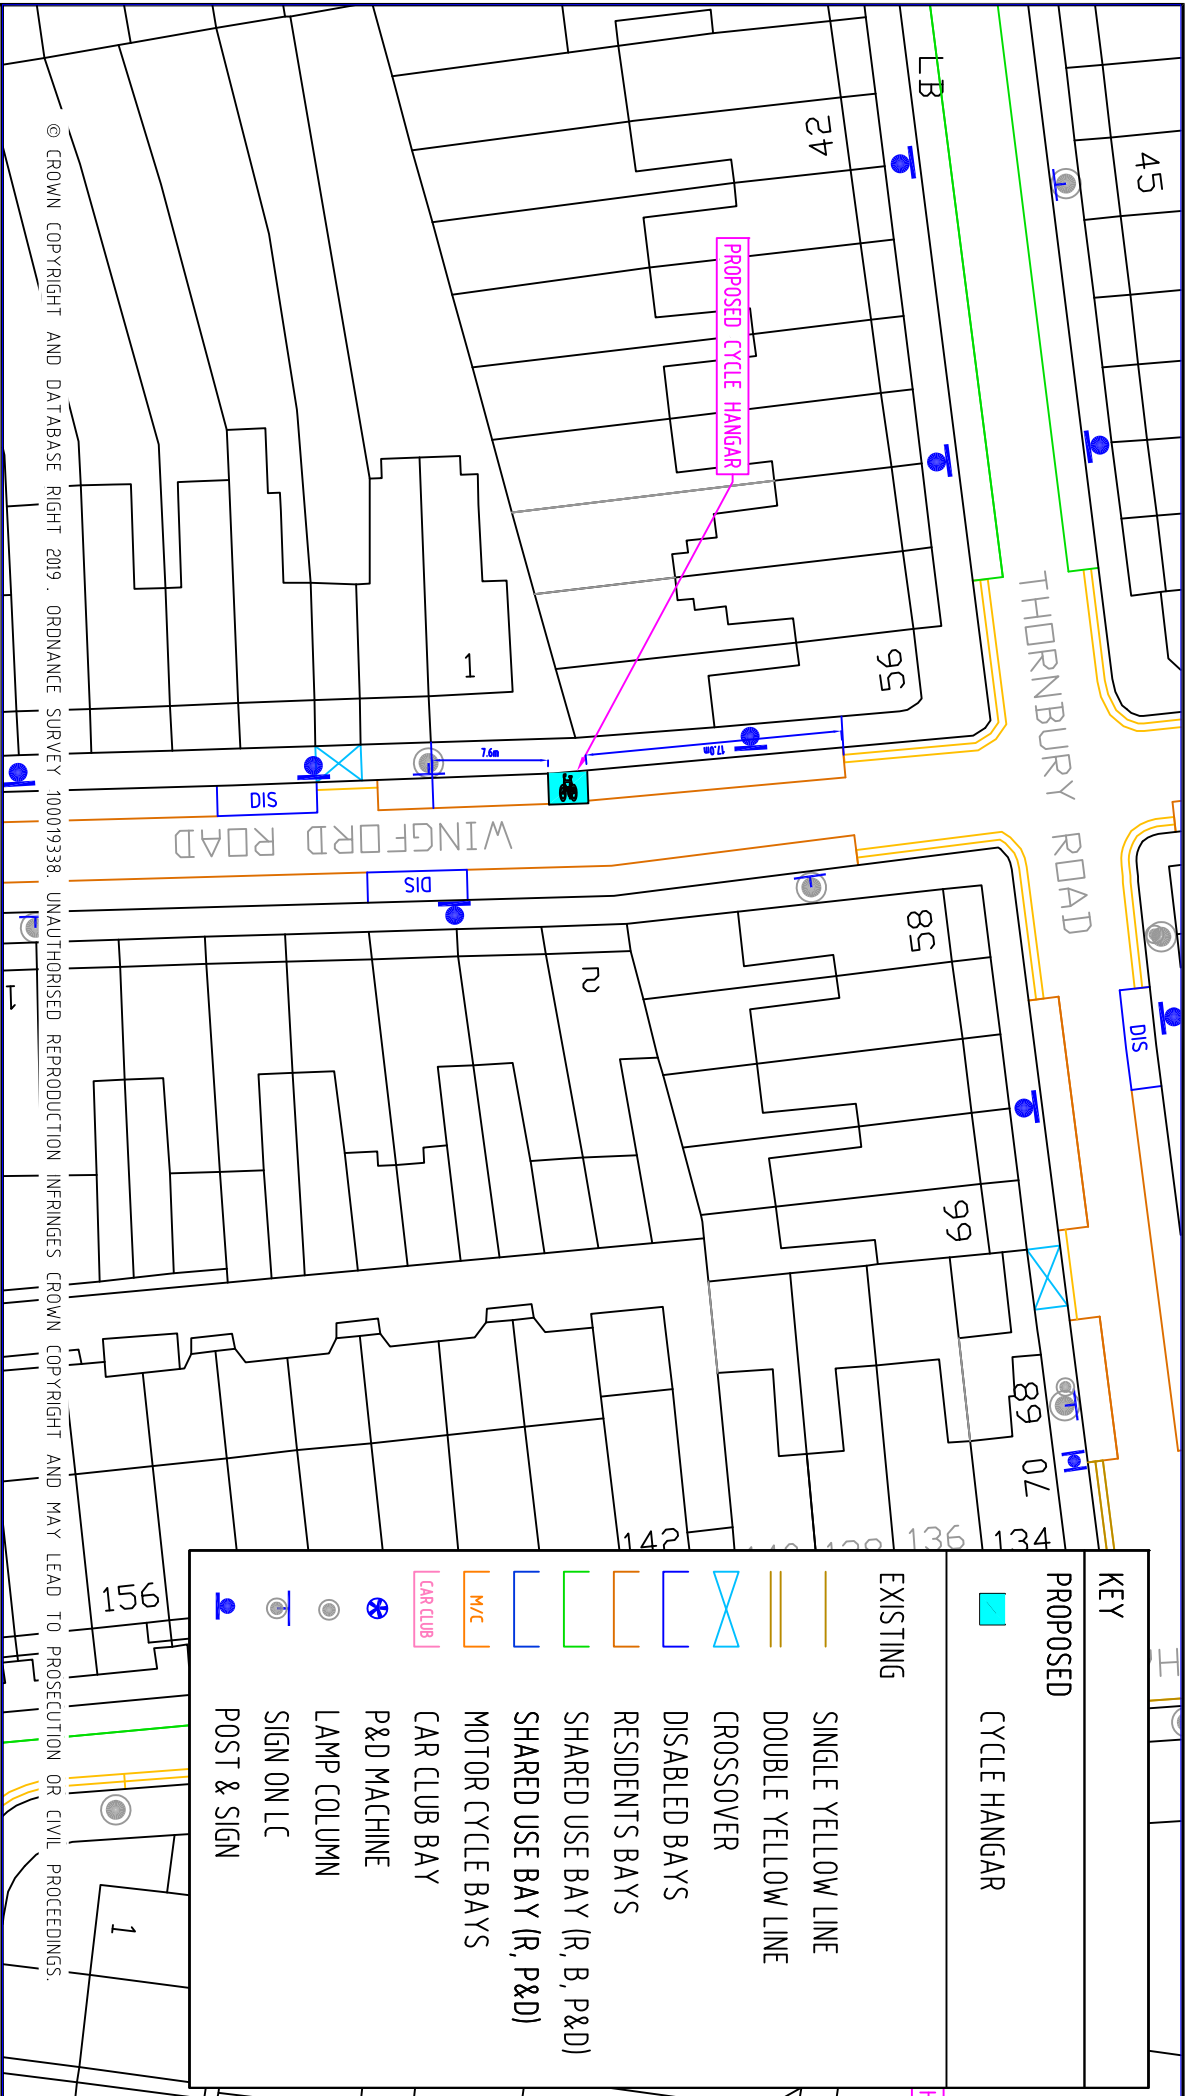 45
LB
42
PROPOSED CYCLE HANGAR
THORNBURY ROAD
56
1
17.0m
7.6m
DIS
WINGFORD ROAD
DIS
58
DIS
2
1
66
68
70
134
136
142
156
1
KEY
PROPOSED
CYCLE HANGAR
EXISTING
SINGLE YELLOW LINE
DOUBLE YELLOW LINE
CROSSOVER
DISABLED BAYS
RESIDENTS BAYS
SHARED USE BAY (R, B, P&D)
SHARED USE BAY (R, P&D)
M/C MOTOR CYCLE BAYS
CAR CLUB CAR CLUB BAY
P&D MACHINE
LAMP COLUMN
SIGN ON LC
POST & SIGN
© CROWN COPYRIGHT AND DATABASE RIGHT 2019 . ORDNANCE SURVEY 100019338. UNAUTHORISED REPRODUCTION INFRINGES CROWN COPYRIGHT AND MAY LEAD TO PROSECUTION OR CIVIL PROCEEDINGS.